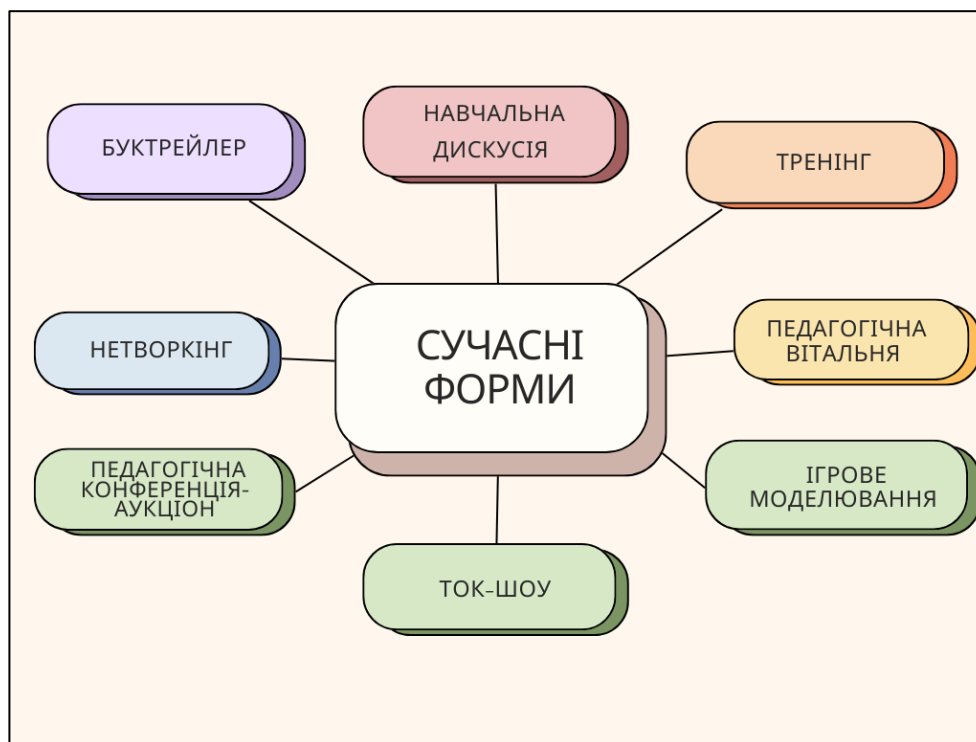 БУКТРЕЙЛЕР
НАВЧАЛЬНА
ДИСКУСІЯ
ТРЕНІНГ
НЕТВОРКІНГ
СУЧАСНІ
ФОРМИ
ПЕДАГОГІЧНА
ВІТАЛЬНЯ
ПЕДАГОГІЧНА
КОНФЕРЕНЦІЯ-
АУКЦІОН
ІГРОВЕ
МОДЕЛЮВАННЯ
ТОК-ШОУ